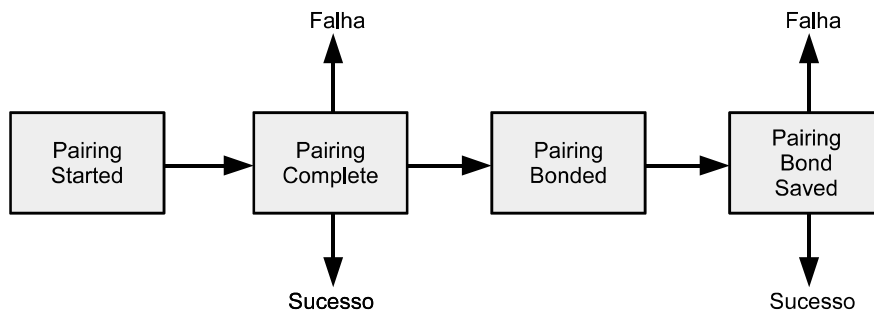 Falha
Falha
Pairing
Started
Pairing
Complete
Pairing
Bonded
Pairing
Bond
Saved
Sucesso
Sucesso